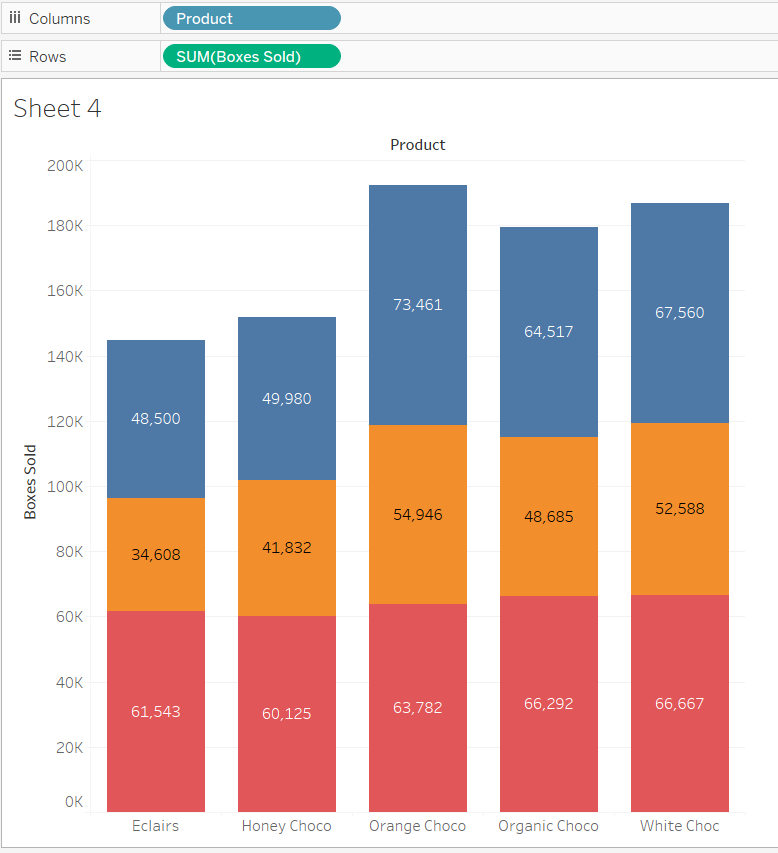 Columns
Product
Rows
SUM(Boxes Sold)
Sheet 4
Product
200K
180K
160K
140K
120K
100K
80K
60K
40K
20K
0K
Boxes Sold
48,500
34,608
61,543
49,980
41,832
60,125
73,461
54,946
63,782
64,517
48,685
66,292
67,560
52,588
66,667
Eclairs
Honey Choco
Orange Choco
Organic Choco
White Choc